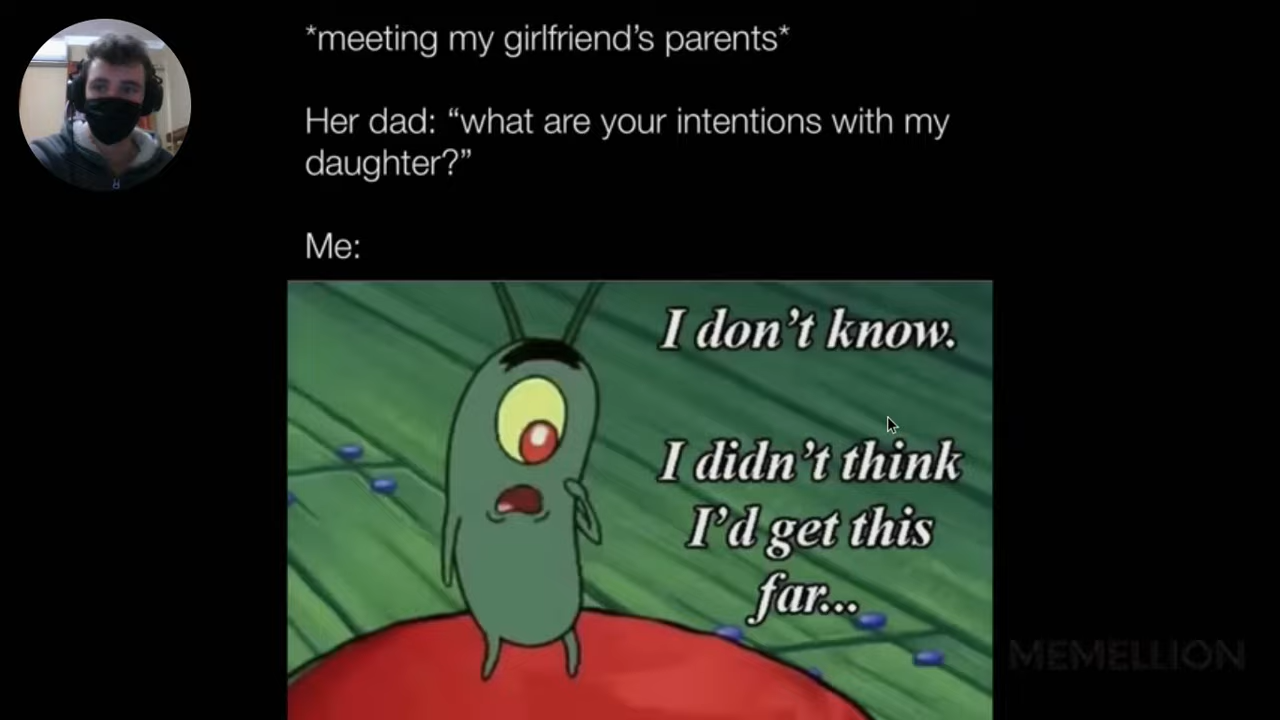 *meeting my girlfriend’s parents*
Her dad: “what are your intentions with my
daughter?”
Me:
I don’t know.
I didn’t think
I’d get this
far...
MEMELLION